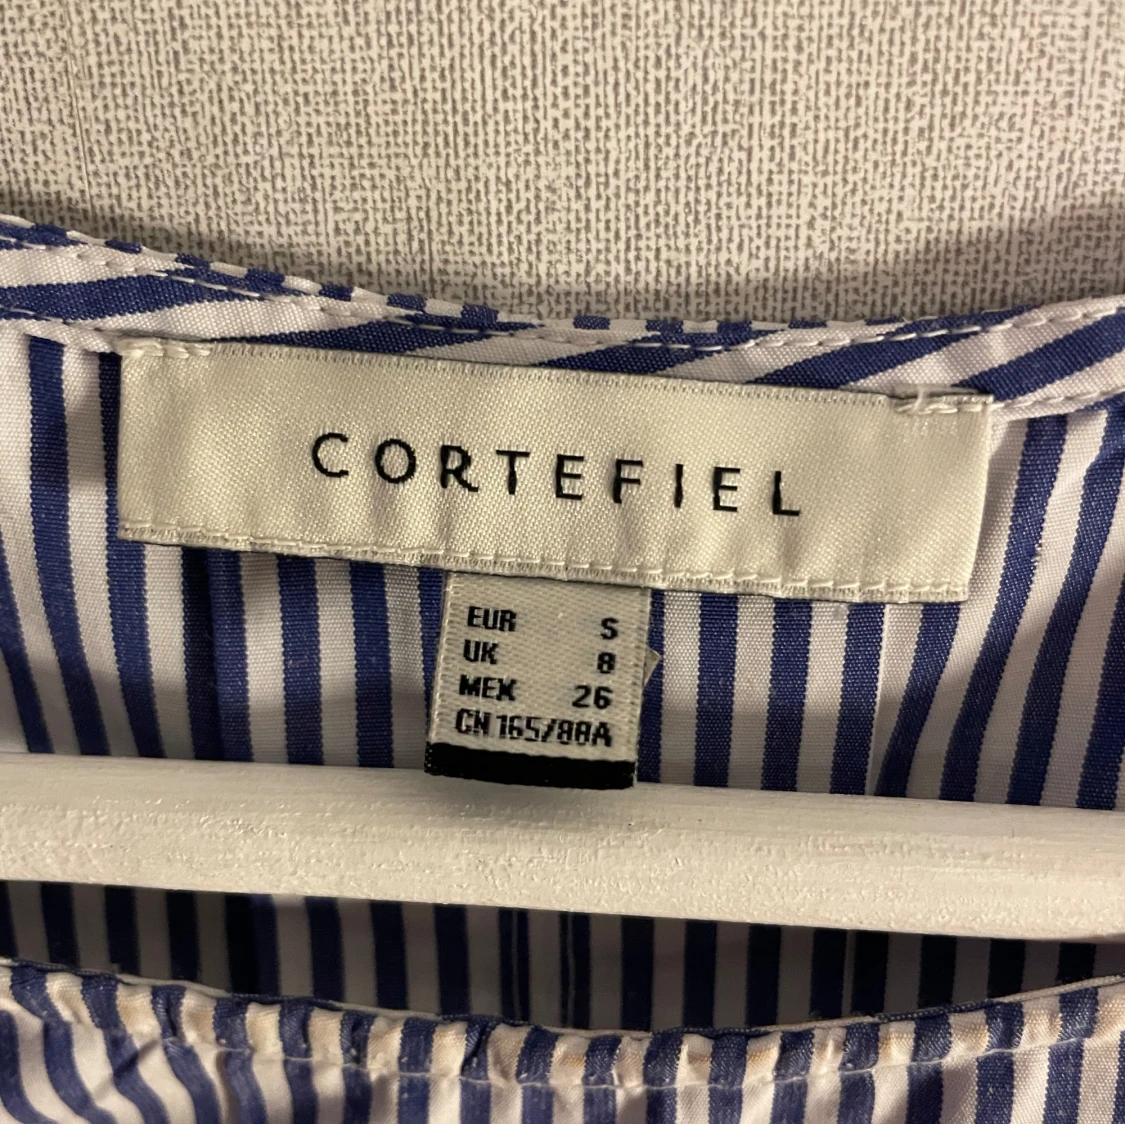 CORTEFIEL
EUR S
UK 8
MEX 26
CN 165/88A